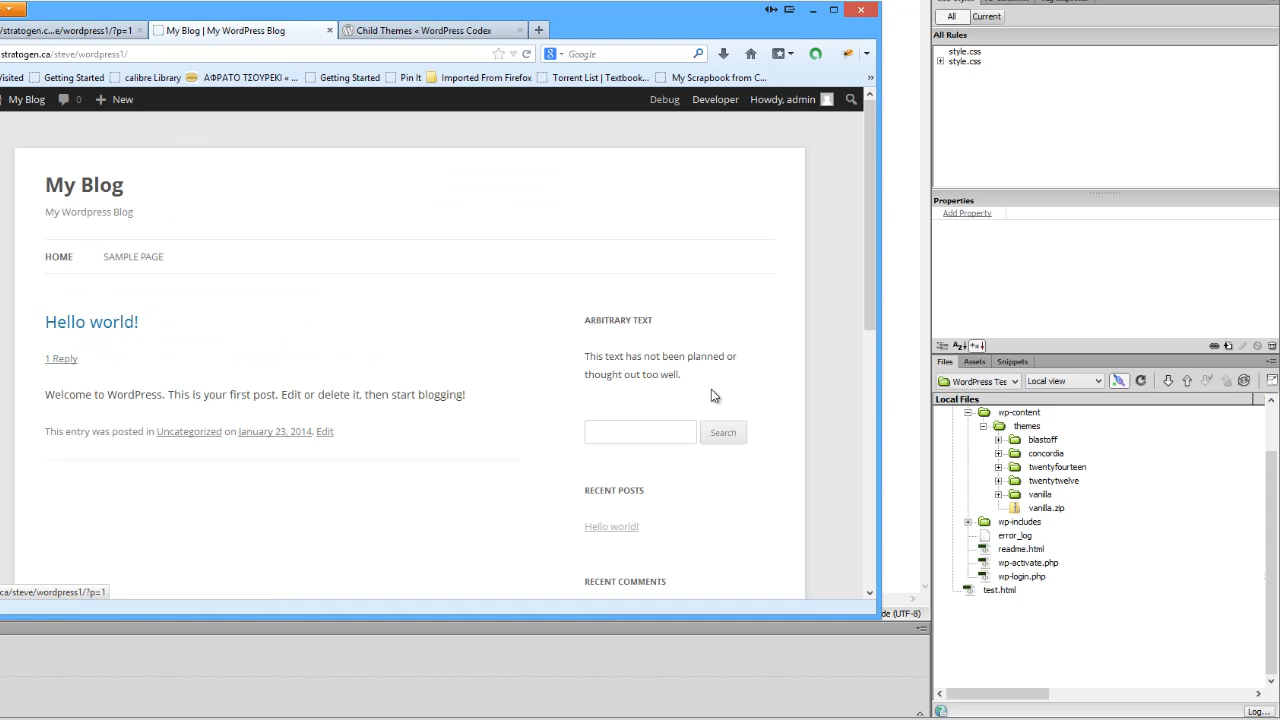 /stratogen.c...e/wordpress1/?p=1
My Blog | My WordPress Blog
Child Themes « WordPress Codex
stratogen.ca/steve/wordpress1/
Google
Visited
Getting Started
calibre Library
ΑΦΡΑΤΟ ΤΣΟΥΡΕΚΙ «...
Getting Started
Pin It
Imported From Firefox
Torrent List | Textbook...
My Scrapbook from C...
»
My Blog
0
New
Debug
Developer
Howdy, admin
My Blog
My Wordpress Blog
HOME
SAMPLE PAGE
Hello world!
1 Reply
Welcome to WordPress. This is your first post. Edit or delete it, then start blogging!
This entry was posted in Uncategorized on January 23, 2014. Edit
ARBITRARY TEXT
This text has not been planned or
thought out too well.
Search
RECENT POSTS
Hello world!
RECENT COMMENTS
ca/steve/wordpress1/?p=1
de (UTF-8)
All
Current
All Rules
style.css
style.css
Properties
Add Property
Files
Assets
Snippets
WordPress Tes
Local view
Local Files
wp-content
themes
blastoff
concordia
twentyfourteen
twentytwelve
vanilla
vanilla.zip
wp-includes
error_log
readme.html
wp-activate.php
wp-login.php
test.html
Log...